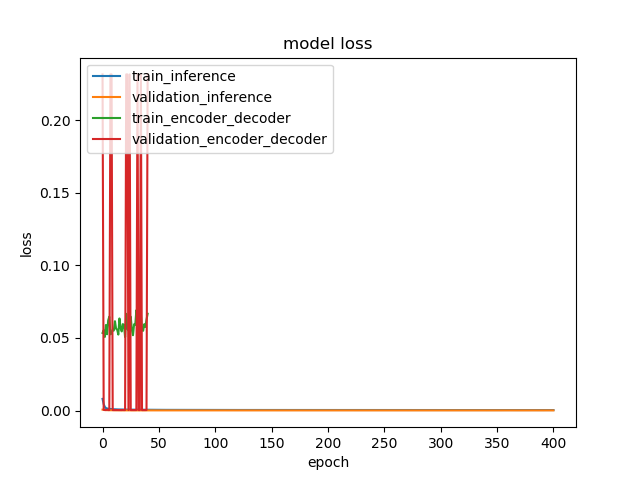 model loss
train_inference
validation_inference
train_encoder_decoder
validation_encoder_decoder
loss
0.20
0.15
0.10
0.05
0.00
0 50 100 150 200 250 300 350 400
epoch